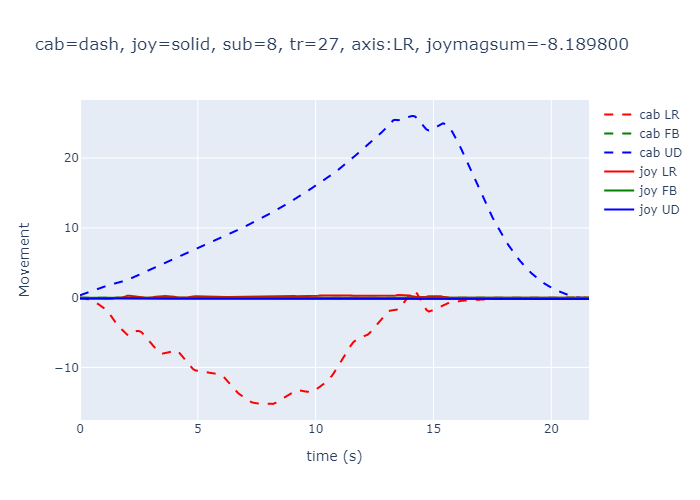 cab=dash, joy=solid, sub=8, tr=27, axis:LR, joymagsum=-8.189800
cab LR
cab FB
cab UD
joy LR
joy FB
joy UD
Movement
20
10
0
−10
0
5
10
15
20
time (s)